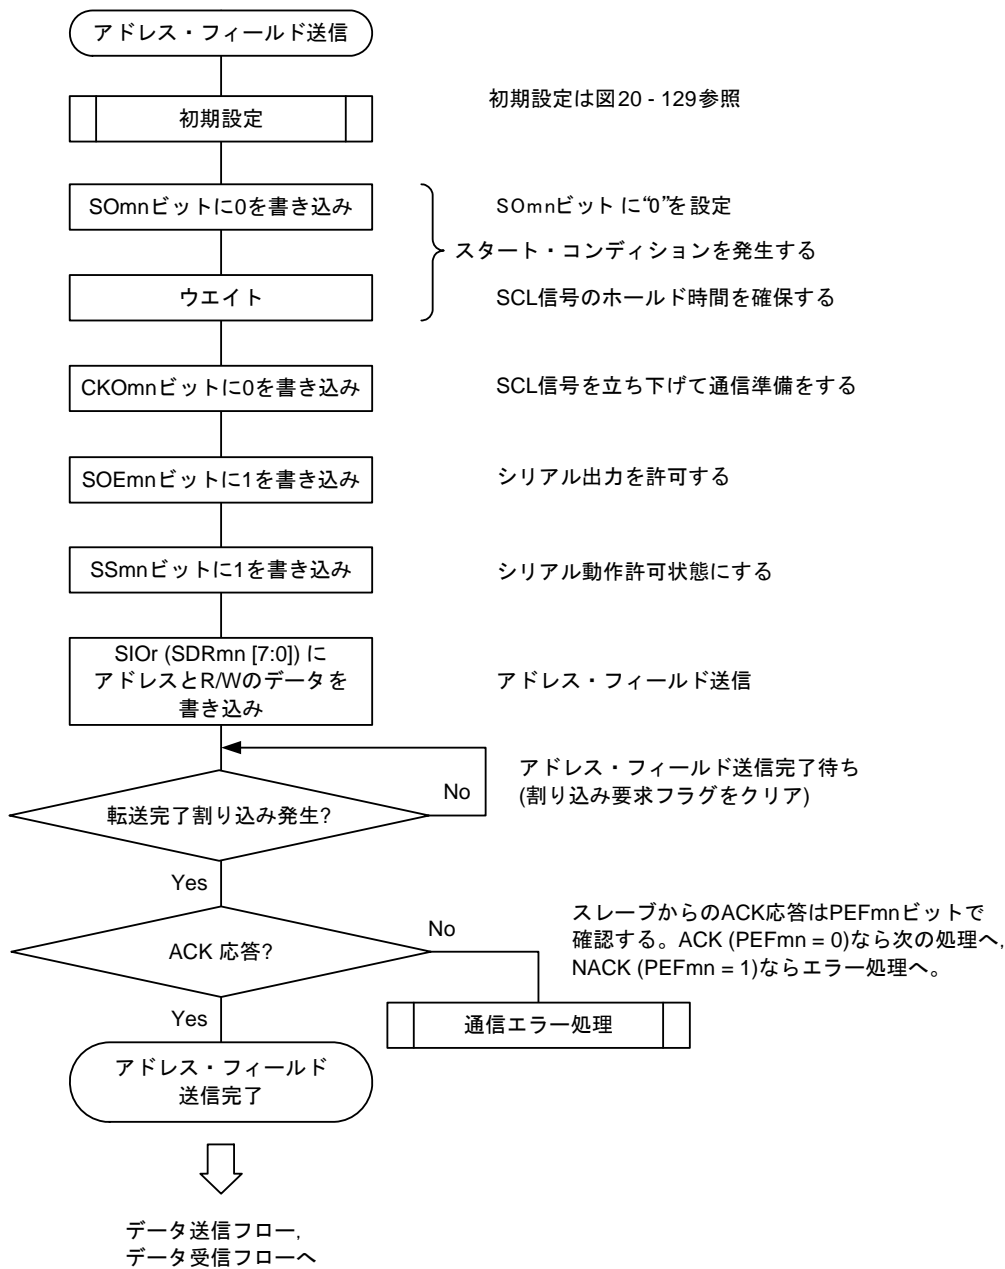 アドレス・フィールド送信
初期設定
初期設定は図20 - 129参照
SOmnビットに0を書き込み
SOmnビット に“0”を設定
スタート・コンディションを発生する
ウエイト
SCL信号のホールド時間を確保する
CKOmnビットに0を書き込み
SCL信号を立ち下げて通信準備をする
SOEmnビットに1を書き込み
シリアル出力を許可する
SSmnビットに1を書き込み
シリアル動作許可状態にする
SIOr (SDRmn [7:0]) に
アドレスとR/Wのデータを
書き込み
アドレス・フィールド送信
転送完了割り込み発生?
No
アドレス・フィールド送信完了待ち
(割り込み要求フラグをクリア)
Yes
ACK 応答?
No
スレーブからのACK応答はPEFmnビットで
確認する。ACK (PEFmn = 0)なら次の処理へ,
NACK (PEFmn = 1)ならエラー処理へ。
Yes
通信エラー処理
アドレス・フィールド
送信完了
データ送信フロー,
データ受信フローへ